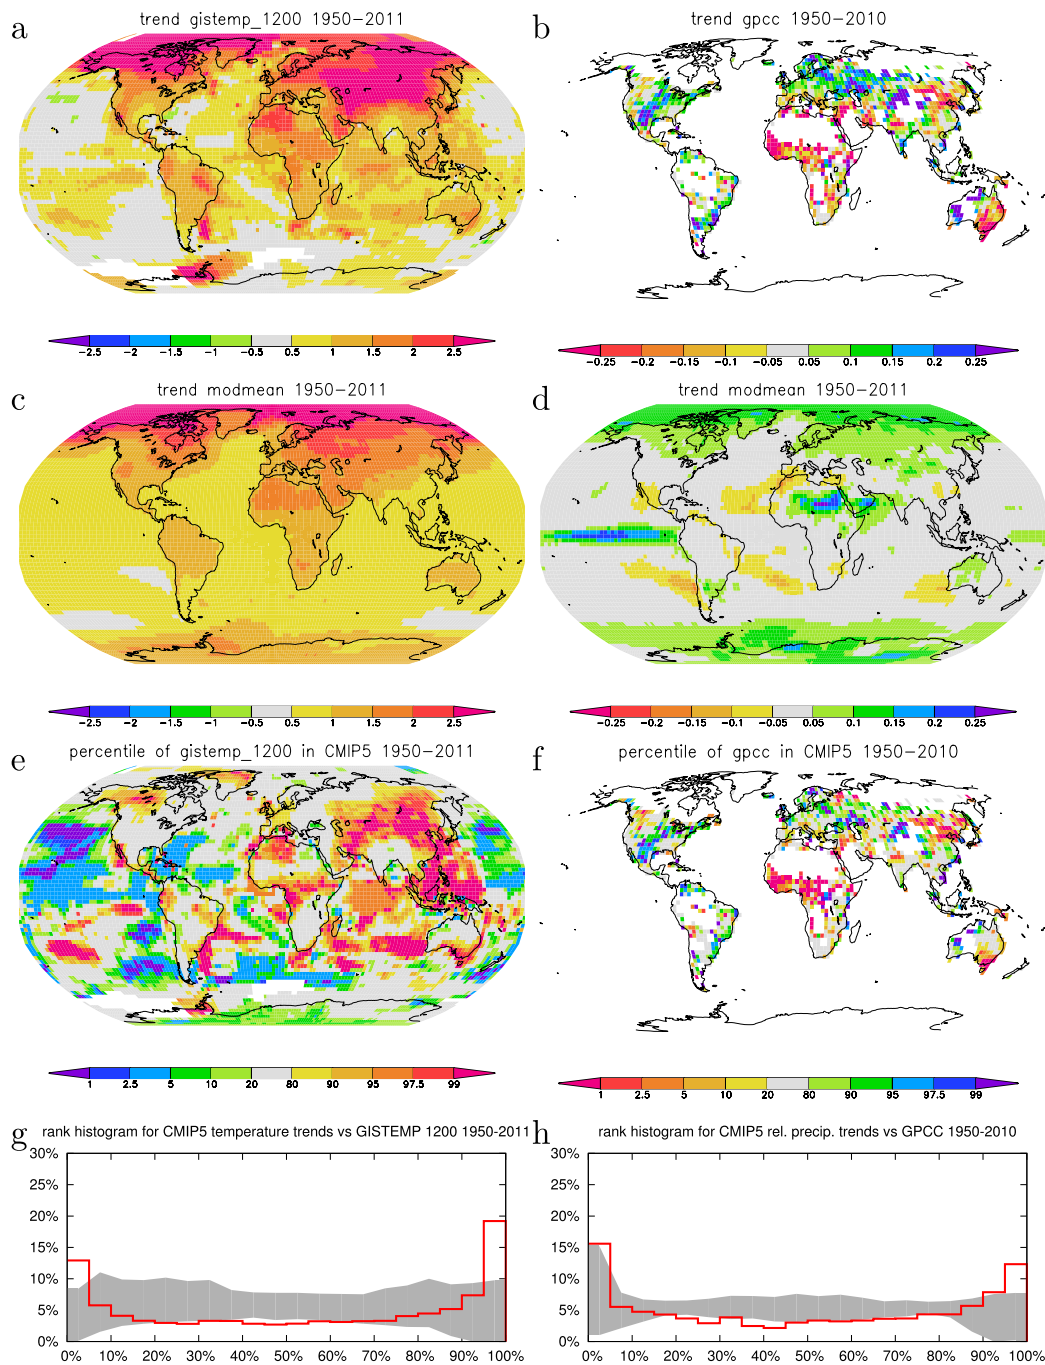 a trend gistemp_1200 1950-2011
b trend gpcc 1950-2010
-2.5 -2 -1.5 -1 -0.5 0.5 1 1.5 2 2.5
-0.25 -0.2 -0.15 -0.1 -0.05 0.05 0.1 0.15 0.2 0.25
c trend modmean 1950-2011
d trend modmean 1950-2011
-2.5 -2 -1.5 -1 -0.5 0.5 1 1.5 2 2.5
-0.25 -0.2 -0.15 -0.1 -0.05 0.05 0.1 0.15 0.2 0.25
e percentile of gistemp_1200 in CMIP5 1950-2011
f percentile of gpcc in CMIP5 1950-2010
1 2.5 5 10 20 80 90 95 97.5 99
1 2.5 5 10 20 80 90 95 97.5 99
g rank histogram for CMIP5 temperature trends vs GISTEMP 1200 1950-2011
30%
25%
20%
15%
10%
5%
0%
0% 10% 20% 30% 40% 50% 60% 70% 80% 90% 100%
h rank histogram for CMIP5 rel. precip. trends vs GPCC 1950-2010
30%
25%
20%
15%
10%
5%
0%
0% 10% 20% 30% 40% 50% 60% 70% 80% 90% 100%